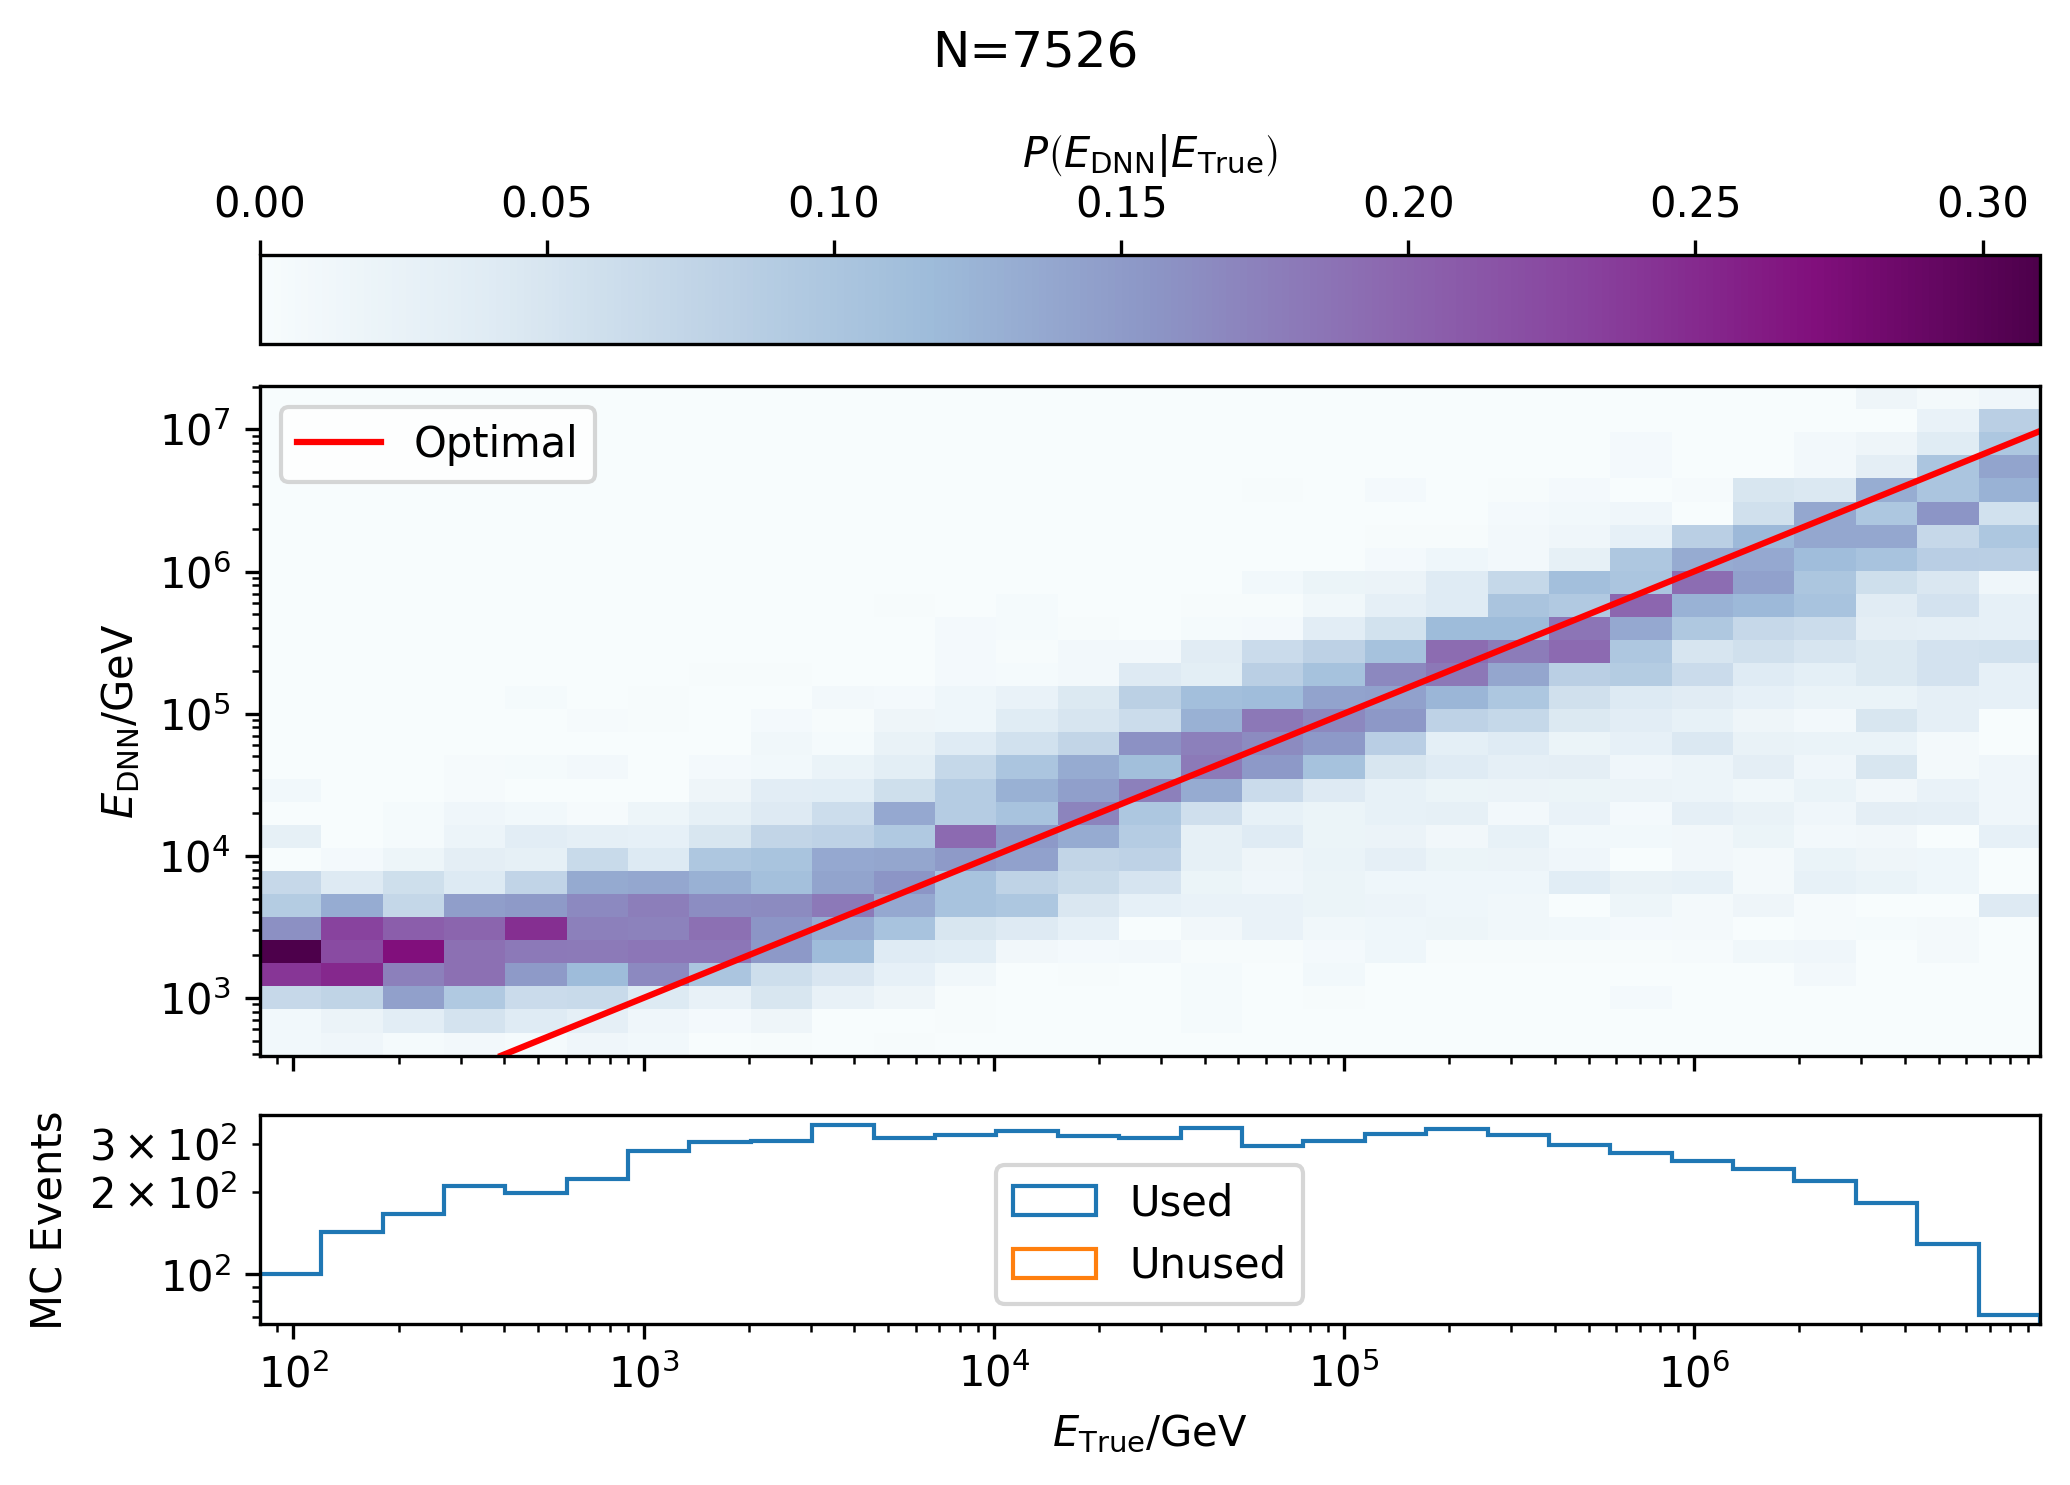 N=7526
P(E_DNN|E_True)
0.00 0.05 0.10 0.15 0.20 0.25 0.30
Optimal
10^7
10^6
10^5
10^4
10^3
E_DNN/GeV
3 × 10^2
2 × 10^2
10^2
MC Events
Used
Unused
10^2 10^3 10^4 10^5 10^6
E_True/GeV